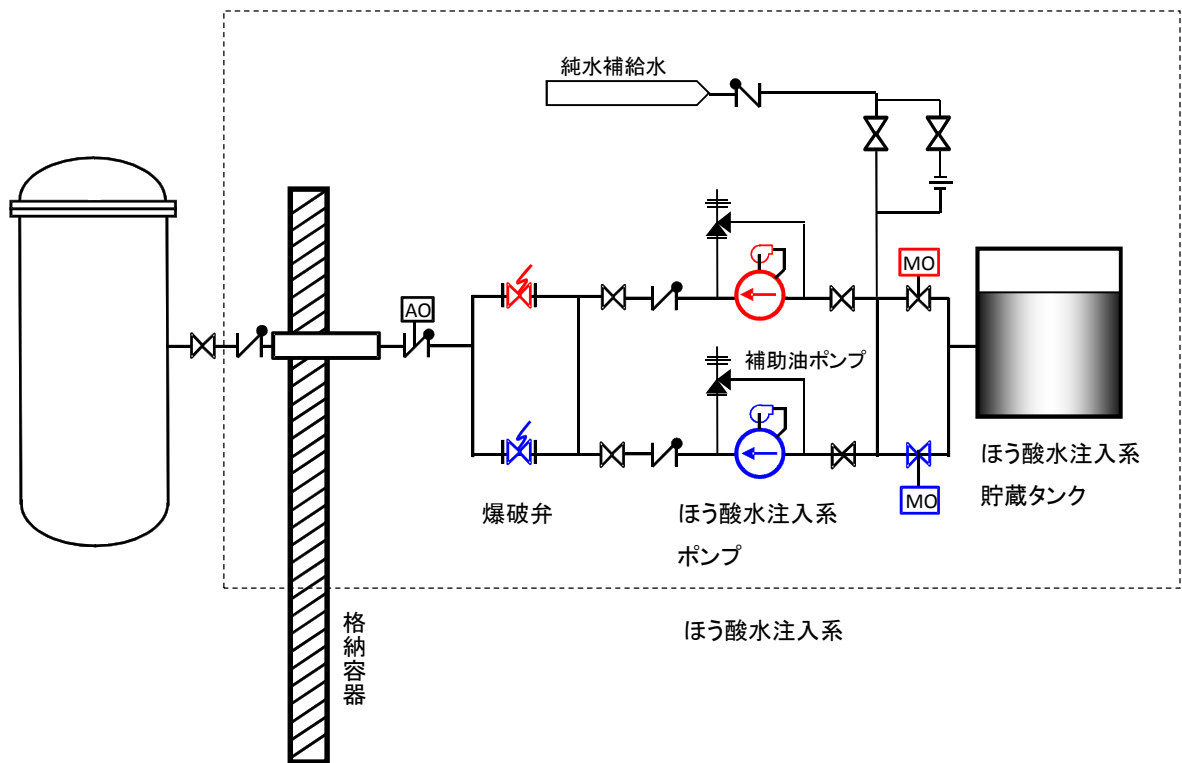 純水補給水
MO
AO
補助油ポンプ
MO
ほう酸水注入系
貯蔵タンク
爆破弁
ほう酸水注入系
ポンプ
ほう酸水注入系
格納容器